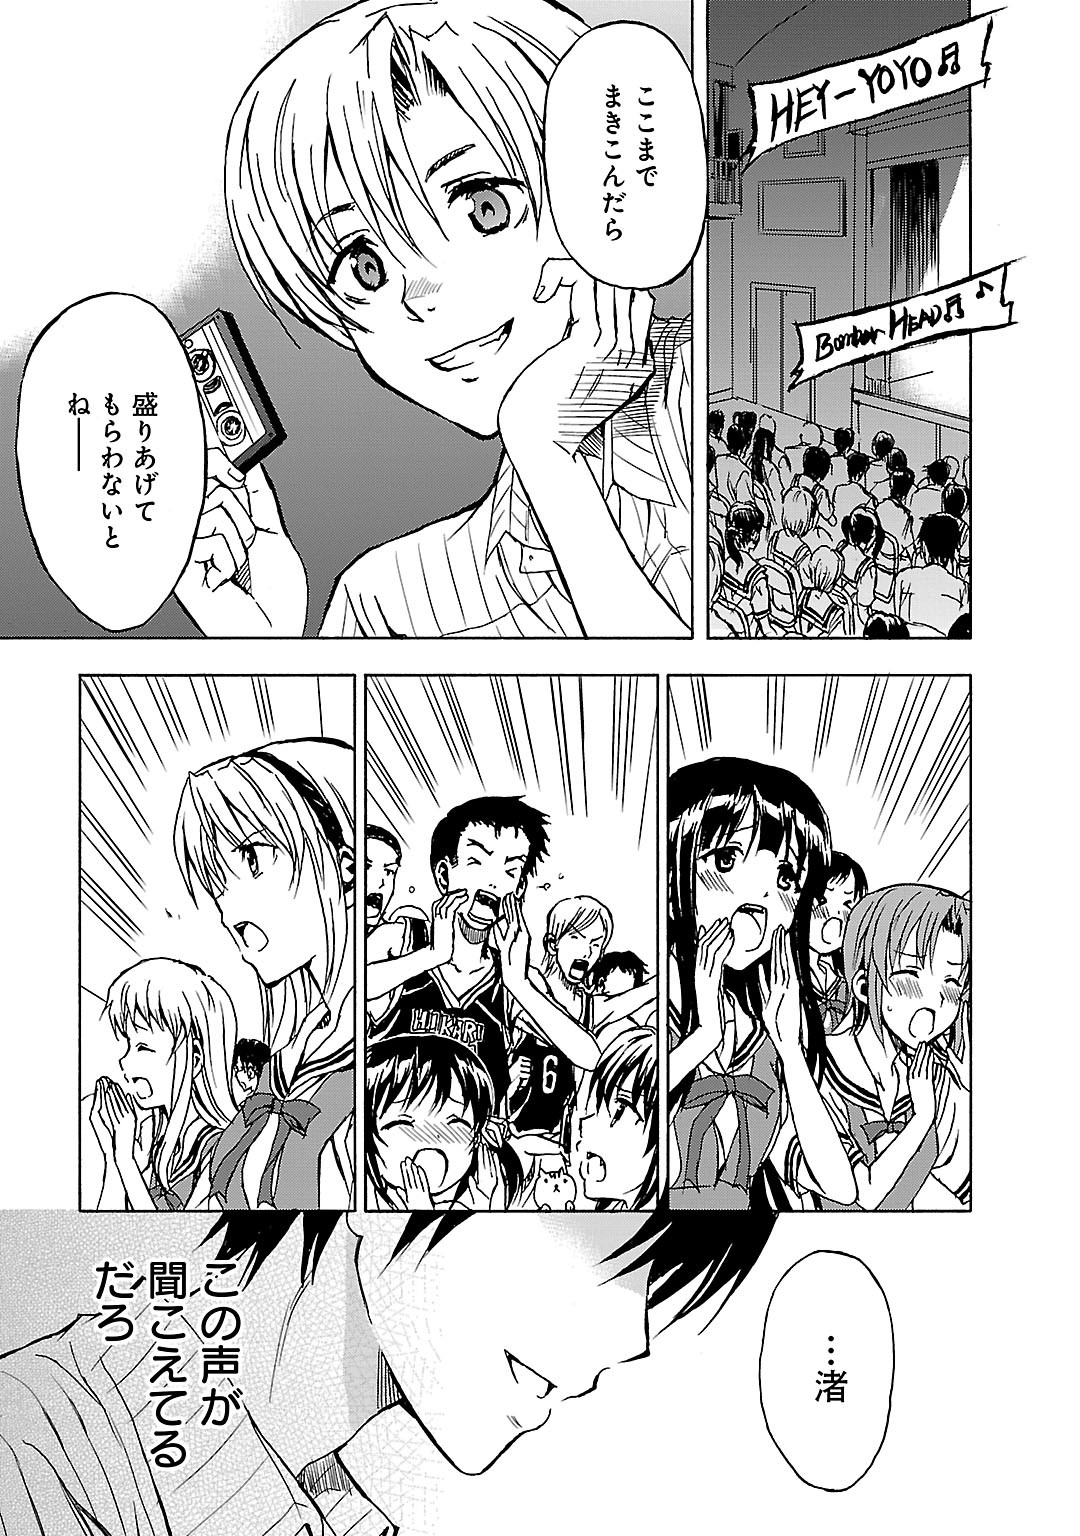 HEY-YOYO♫
Bomber HEAD♬♪
ここまで
まきこんだら
盛りあげて
もらわないと
ね──
HIKARI
6
…渚
この声が
聞こえてる
だろ